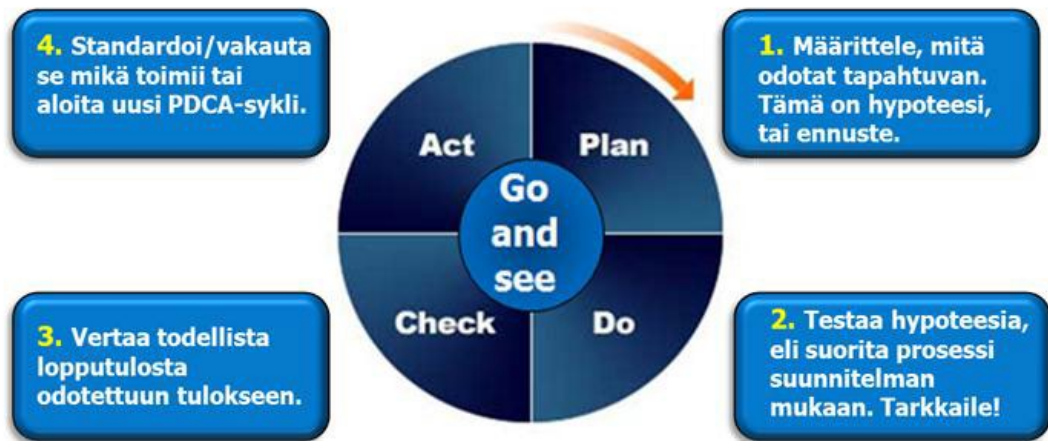 4. Standardoi/vakauta
se mikä toimii tai
aloita uusi PDCA-sykli.
1. Määrittele, mitä
odotat tapahtuvan.
Tämä on hypoteesi,
tai ennuste.
Act
Plan
Go
and
see
Check
Do
3. Vertaa todellista
lopputulosta
odotettuun tulokseen.
2. Testaa hypoteesia,
eli suorita prosessi
suunnitelman
mukaan. Tarkkaile!